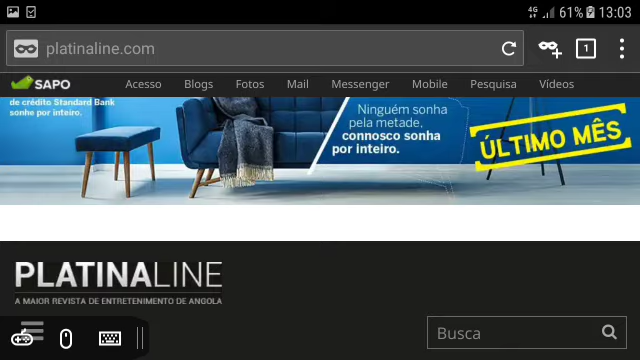 4G 61% 13:03
platinaline.com 1
SAPO Acesso Blogs Fotos Mail Messenger Mobile Pesquisa Vídeos
de crédito Standard Bank
sonhe por inteiro.
Ninguém sonha
pela metade,
connosco sonha
por inteiro.
ÚLTIMO MÊS
PLATINALINE
A MAIOR REVISTA DE ENTRETENIMENTO DE ANGOLA
Busca